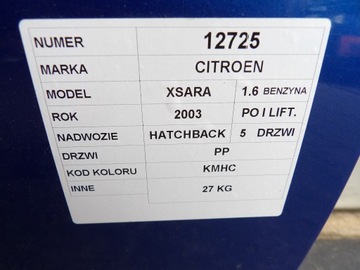 NUMER 12725
MARKA CITROEN
MODEL XSARA 1.6 BENZYNA
ROK 2003 PO I LIFT.
NADWOZIE HATCHBACK 5 DRZWI
DRZWI PP
KOD KOLORU KMHC
INNE 27 KG